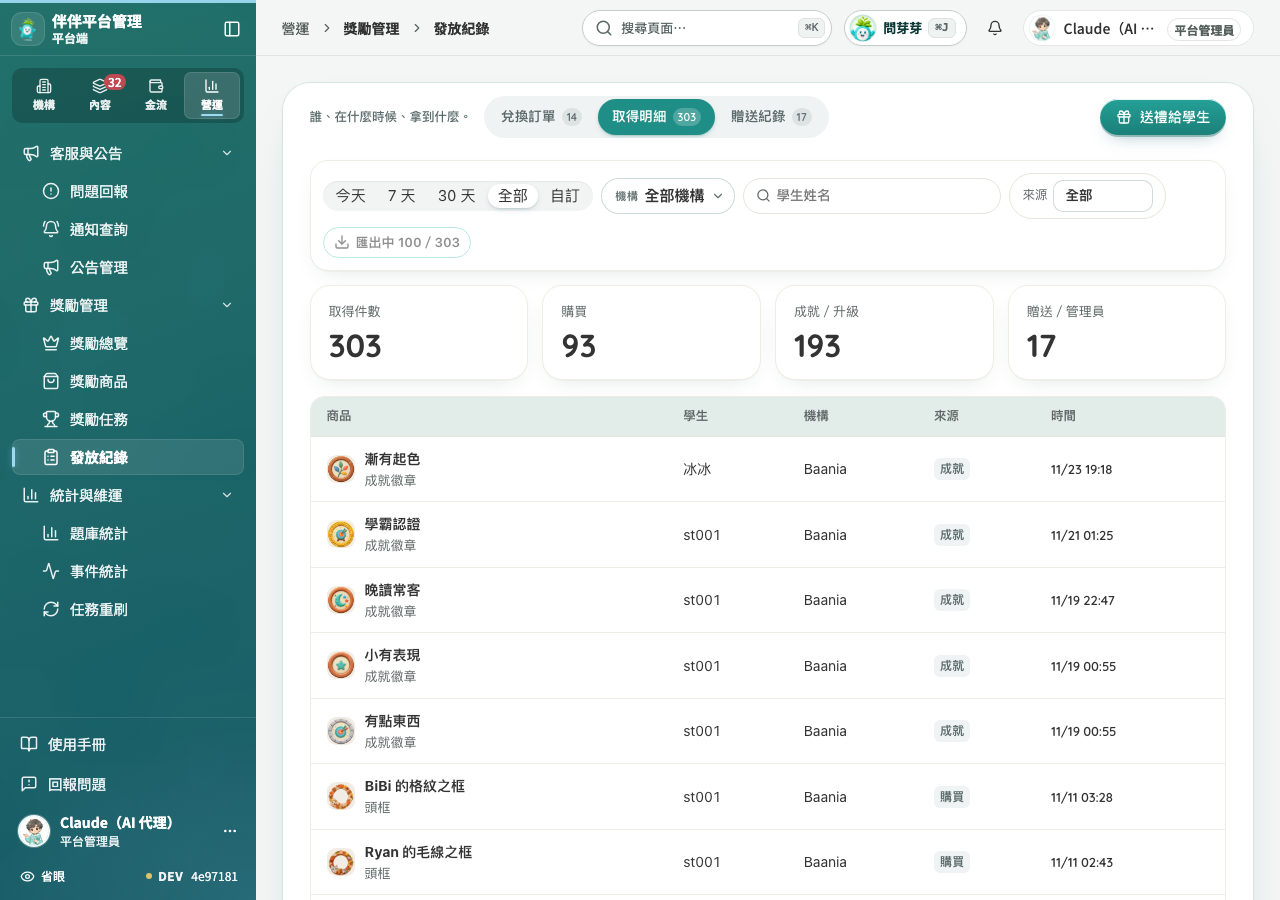 伴伴平台管理
平台端
機構
內容
32
金流
營運
客服與公告
問題回報
通知查詢
公告管理
獎勵管理
獎勵總覽
獎勵商品
獎勵任務
發放紀錄
統計與維運
題庫統計
事件統計
任務重刷
使用手冊
回報問題
Claude（AI 代理）
平台管理員
省眼
DEV 4e97181
營運 > 獎勵管理 > 發放紀錄
搜尋頁面… ⌘K
問芽芽 ⌘J
Claude（AI … 平台管理員
誰、在什麼時候、拿到什麼。
兌換訂單 14
取得明細 303
贈送紀錄 17
送禮給學生
今天 7 天 30 天 全部 自訂
機構 全部機構
學生姓名
來源 全部
匯出中 100 / 303
取得件數
303
購買
93
成就 / 升級
193
贈送 / 管理員
17
商品 學生 機構 來源 時間
漸有起色
成就徽章
冰冰 Baania 成就 11/23 19:18
學霸認證
成就徽章
st001 Baania 成就 11/21 01:25
晚讀常客
成就徽章
st001 Baania 成就 11/19 22:47
小有表現
成就徽章
st001 Baania 成就 11/19 00:55
有點東西
成就徽章
st001 Baania 成就 11/19 00:55
BiBi 的格紋之框
頭框
st001 Baania 購買 11/11 03:28
Ryan 的毛線之框
頭框
st001 Baania 購買 11/11 02:43